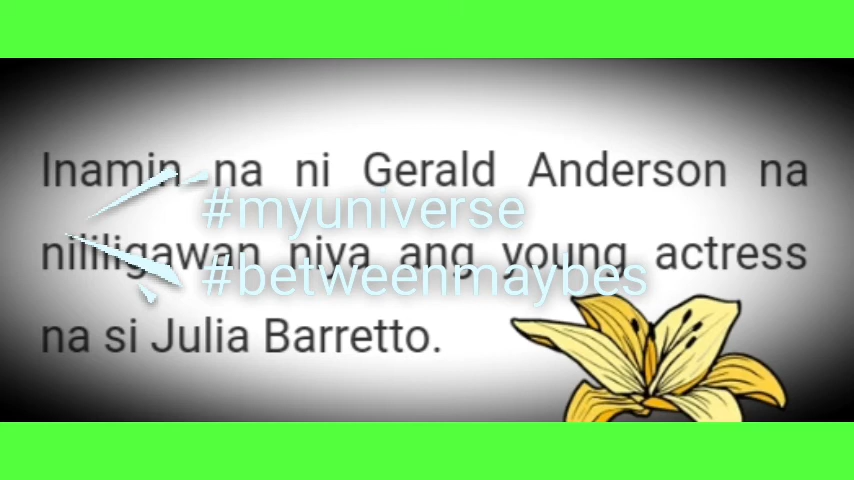 Inamin na ni Gerald Anderson na
#myuniverse
nililigawan niya ang young actress
#betweenmaybes
na si Julia Barretto.